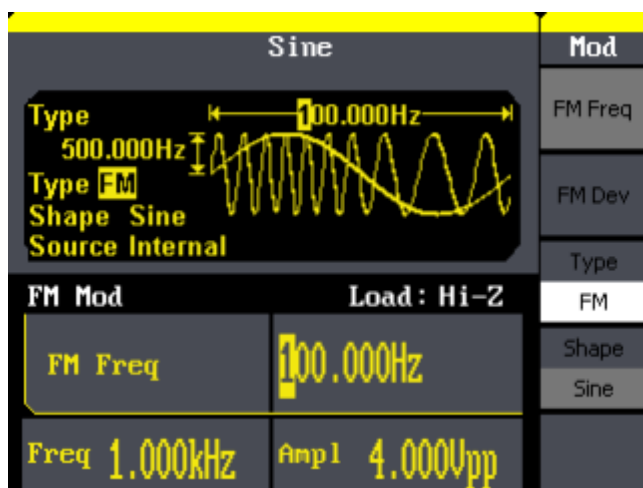 Sine
Mod
Type
100.000Hz
500.000Hz
Type FM
Shape Sine
Source Internal
FM Mod
Load: Hi-Z
FM Freq
100.000Hz
Freq 1.000kHz
Ampl 4.000Vpp
FM Freq
FM Dev
Type
FM
Shape
Sine